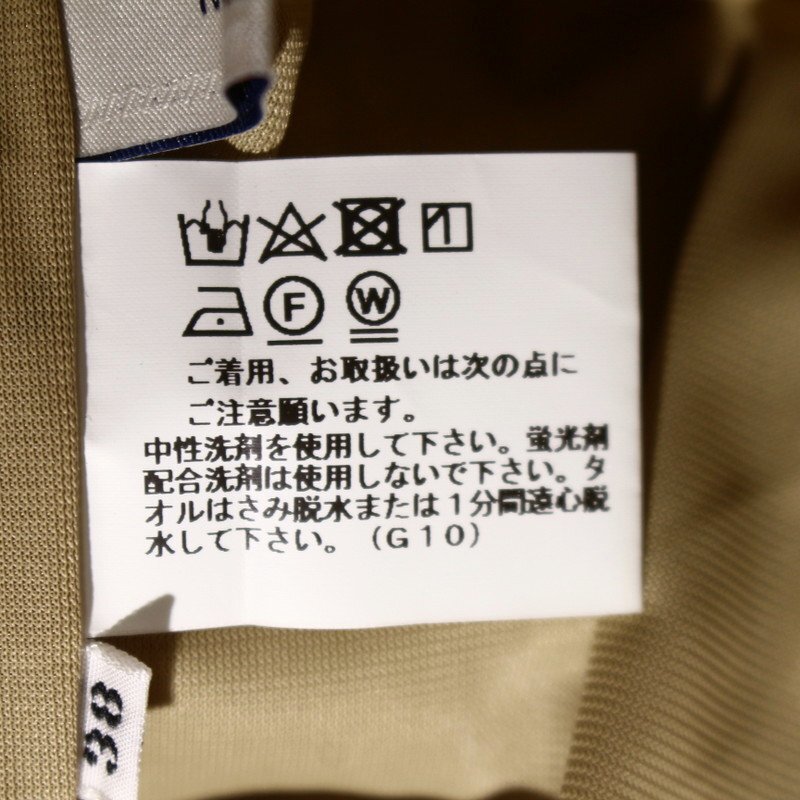 F W
ご着用、お取扱いは次の点に
ご注意願います。
中性洗剤を使用して下さい。蛍光剤
配合洗剤は使用しないで下さい。タ
オルはさみ脱水または1分間遠心脱
水して下さい。(G10)
38